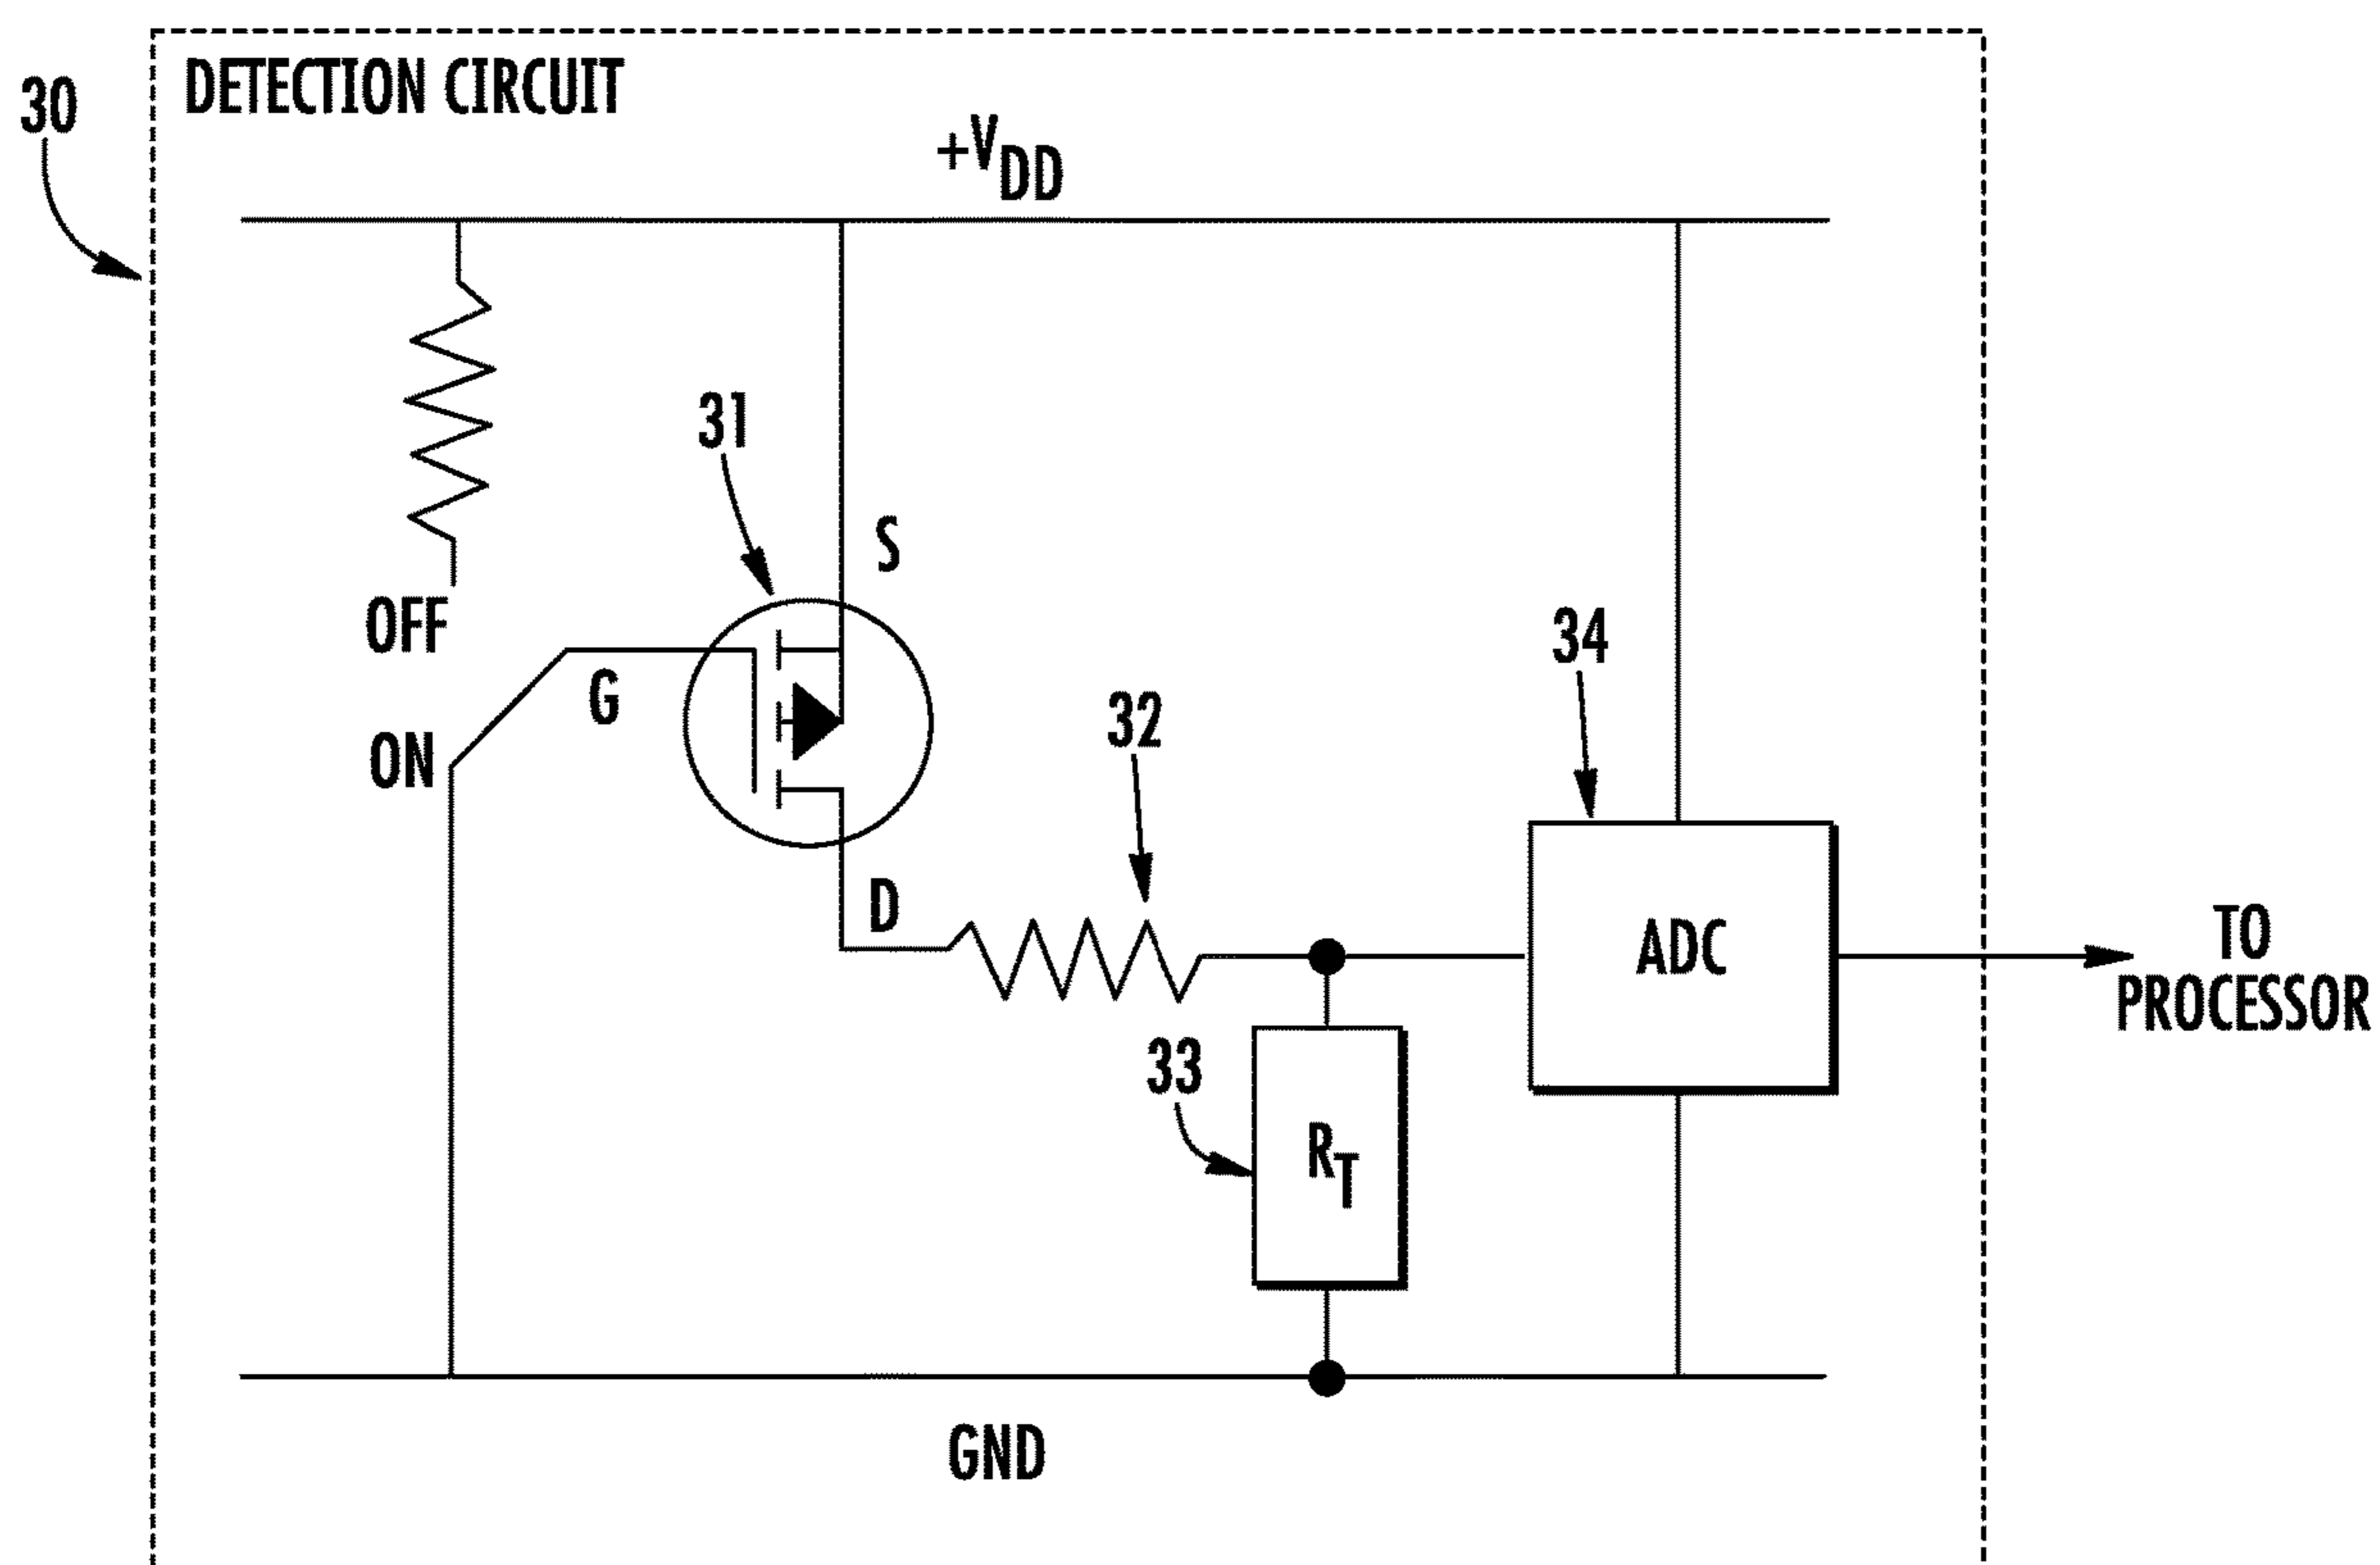 DETECTION CIRCUIT
30
+VDD
31
S
OFF
G
ON
34
32
D
ADC
TO
PROCESSOR
33
RT
GND